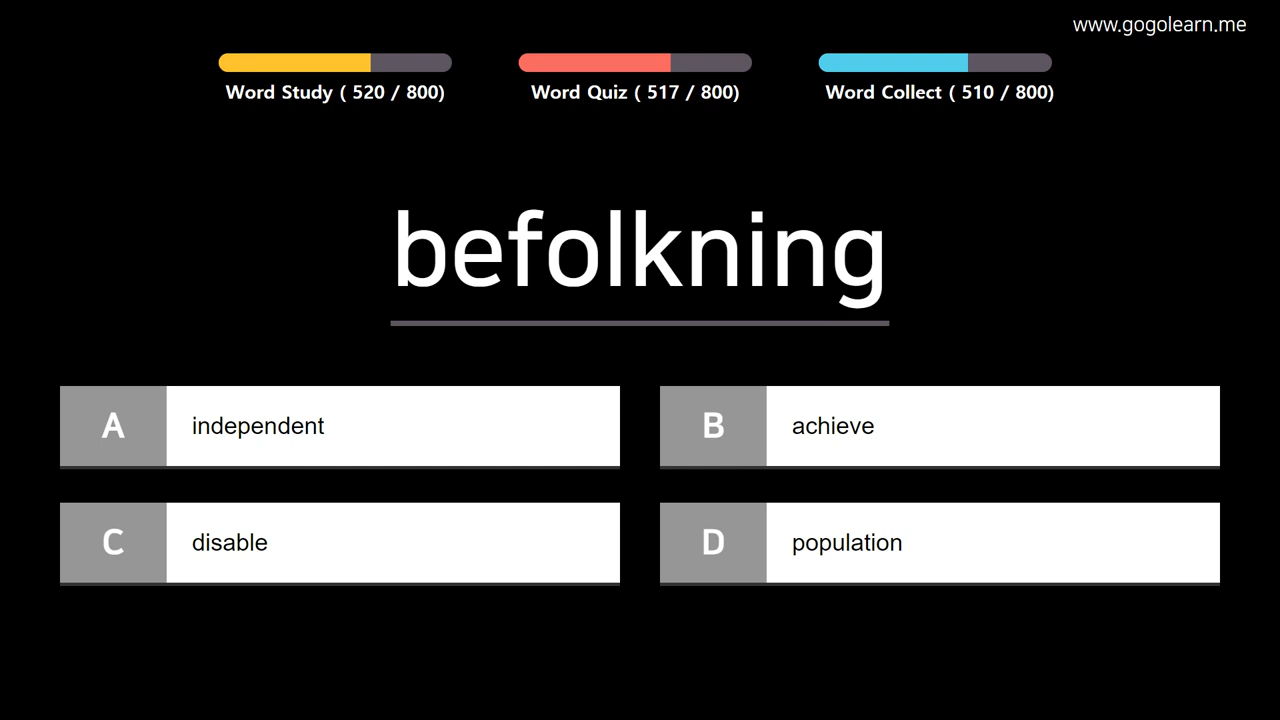 www.gogolearn.me
Word Study ( 520 / 800)
Word Quiz ( 517 / 800)
Word Collect ( 510 / 800)
befolkning
A independent
B achieve
C disable
D population